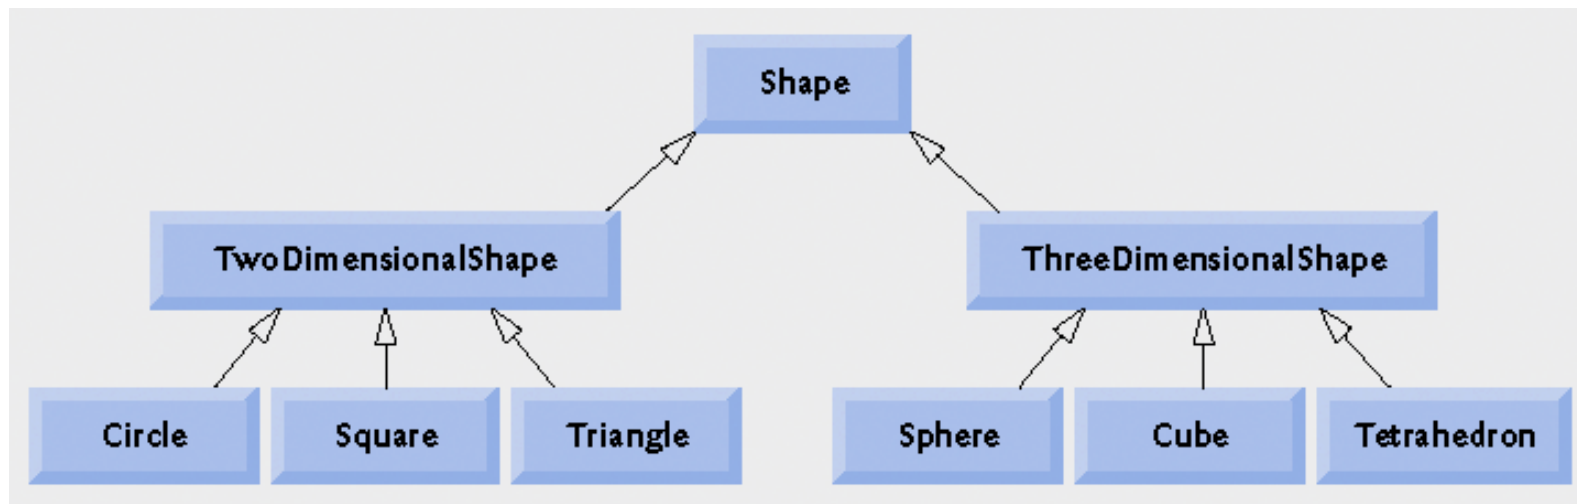 Shape
TwoDimensionalShape
ThreeDimensionalShape
Circle
Square
Triangle
Sphere
Cube
Tetrahedron